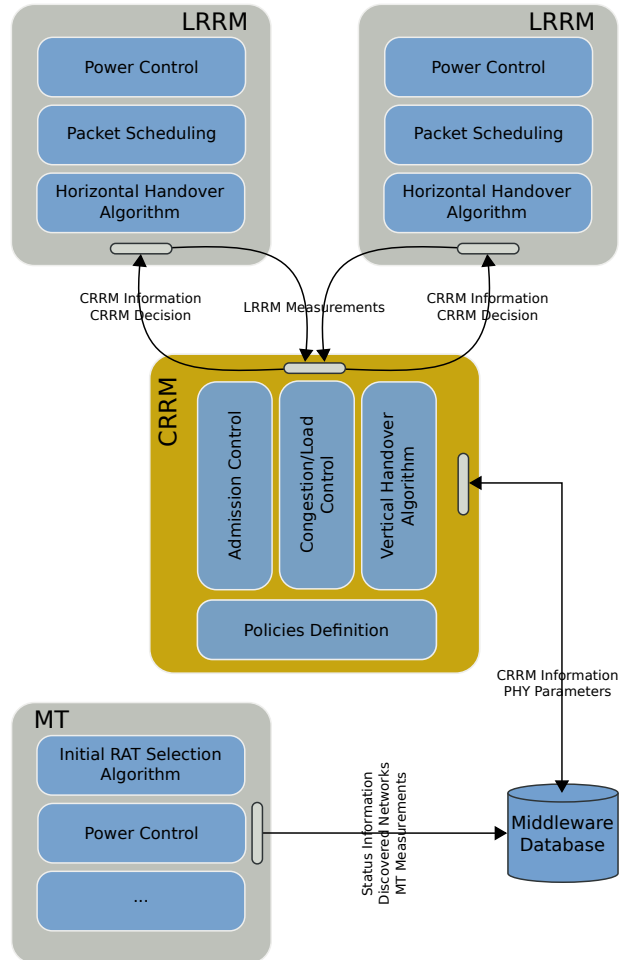 LRRM
Power Control
Packet Scheduling
Horizontal Handover
Algorithm
LRRM
Power Control
Packet Scheduling
Horizontal Handover
Algorithm
CRRM Information
CRRM Decision
LRRM Measurements
CRRM Information
CRRM Decision
CRRM
Admission Control
Congestion/Load
Control
Vertical Handover
Algorithm
Policies Definition
CRRM Information
PHY Parameters
MT
Initial RAT Selection
Algorithm
Power Control
...
Status Information
Discovered Networks
MT Measurements
Middleware
Database